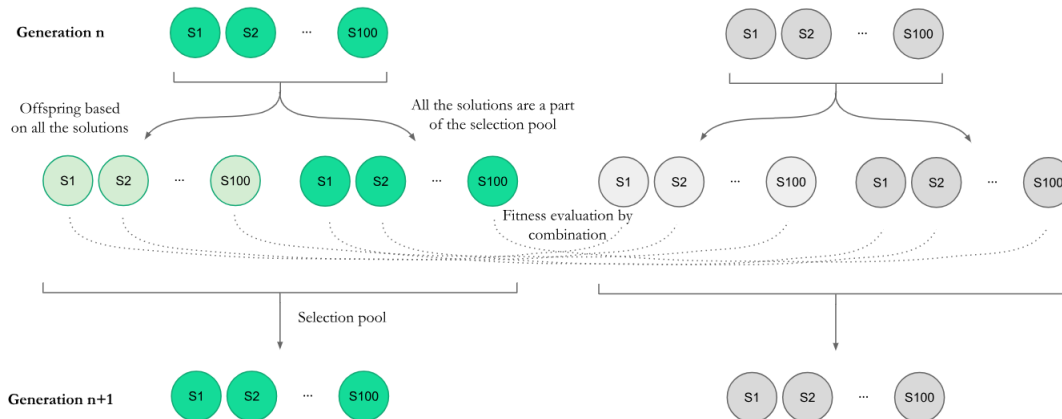 Generation n
S1 S2 ... S100
S1 S2 ... S100
Offspring based
on all the solutions
All the solutions are a part
of the selection pool
S1 S2 ... S100 S1 S2 ... S100
S1 S2 ... S100 S1 S2 ... S100
Fitness evaluation by
combination
Selection pool
Generation n+1
S1 S2 ... S100
S1 S2 ... S100